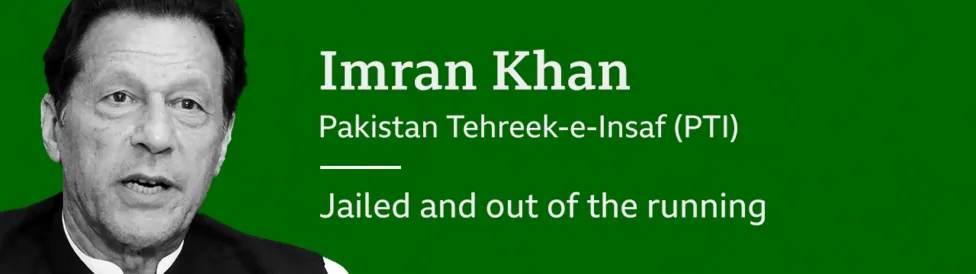 Imran Khan
Pakistan Tehreek-e-Insaf (PTI)
Jailed and out of the running